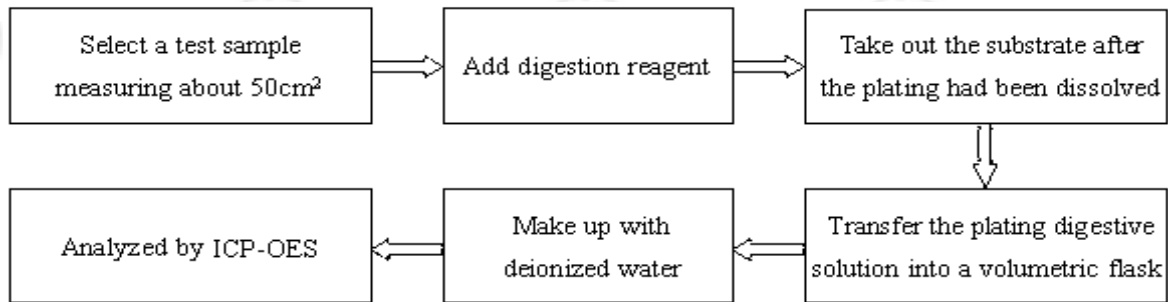 Select a test sample
measuring about 50cm²
Add digestion reagent
Take out the substrate after
the plating had been dissolved
Transfer the plating digestive
solution into a volumetric flask
Make up with
deionized water
Analyzed by ICP-OES